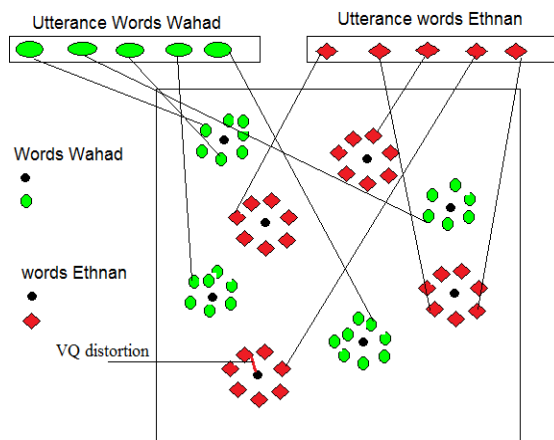 Utterance Words Wahad
Utterance words Ethnan
Words Wahad
words Ethnan
VQ distortion